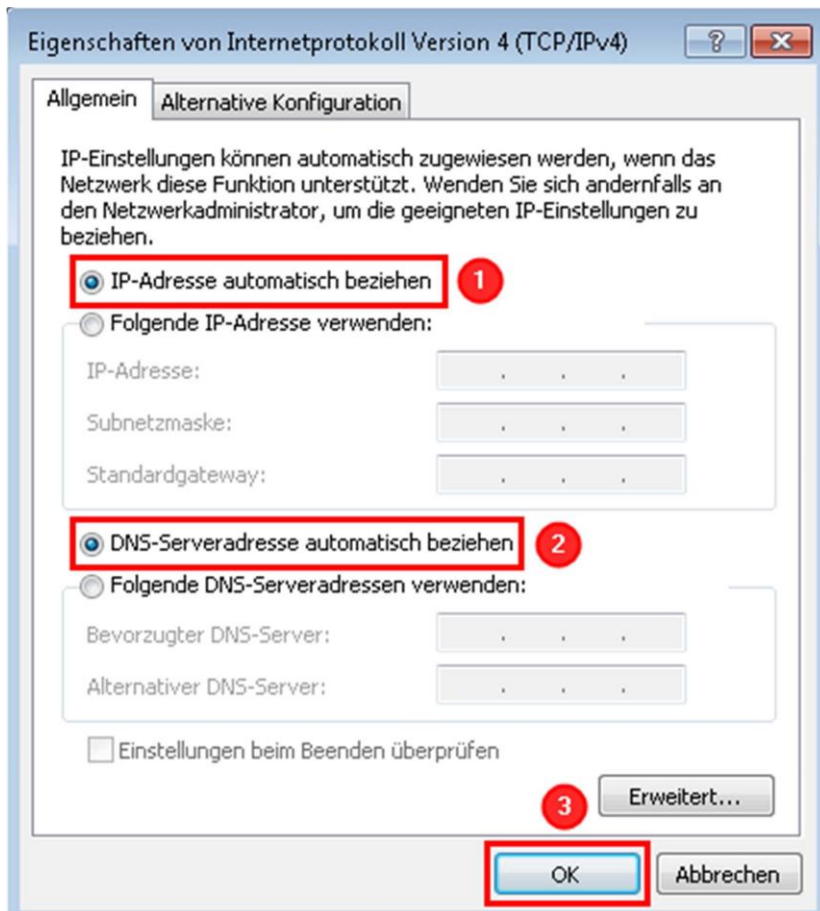 Eigenschaften von Internetprotokoll Version 4 (TCP/IPv4)
?
Allgemein
Alternative Konfiguration
IP-Einstellungen können automatisch zugewiesen werden, wenn das
Netzwerk diese Funktion unterstützt. Wenden Sie sich andernfalls an
den Netzwerkadministrator, um die geeigneten IP-Einstellungen zu
beziehen.
IP-Adresse automatisch beziehen
1
Folgende IP-Adresse verwenden:
IP-Adresse:
Subnetzmaske:
Standardgateway:
DNS-Serveradresse automatisch beziehen
2
Folgende DNS-Serveradressen verwenden:
Bevorzugter DNS-Server:
Alternativer DNS-Server:
Einstellungen beim Beenden überprüfen
3
Erweitert...
OK
Abbrechen